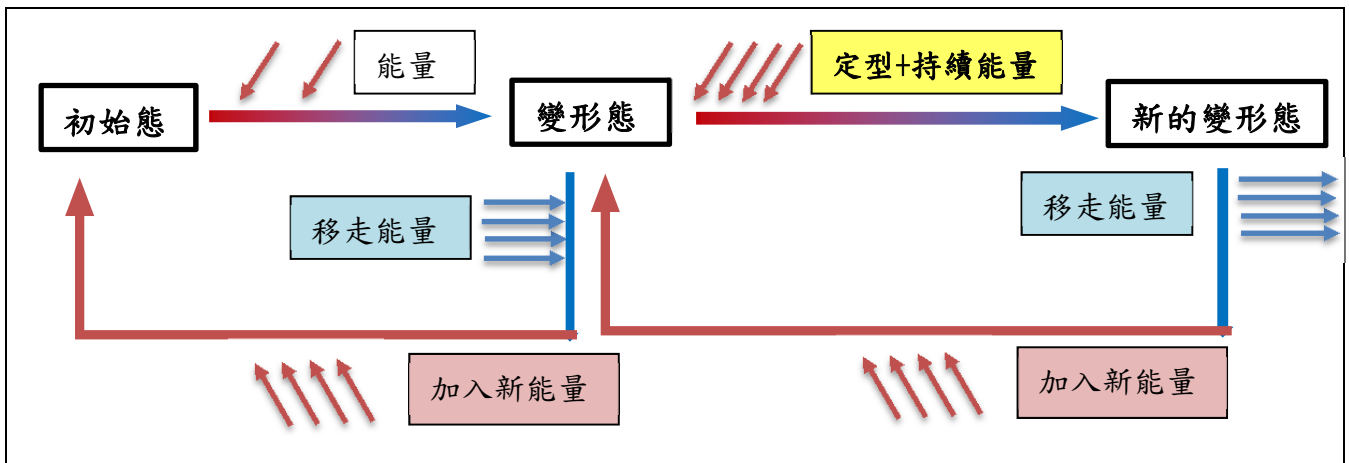 能量
定型+持續能量
初始態
變形態
新的變形態
移走能量
移走能量
加入新能量
加入新能量